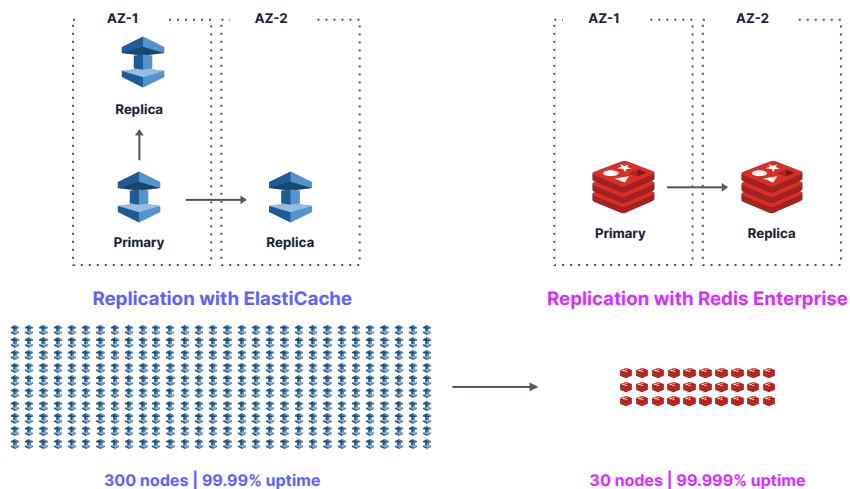 AZ-1
AZ-2
Replica
Primary
Replica
Replication with ElastiCache
300 nodes | 99.99% uptime
AZ-1
AZ-2
Primary
Replica
Replication with Redis Enterprise
30 nodes | 99.999% uptime